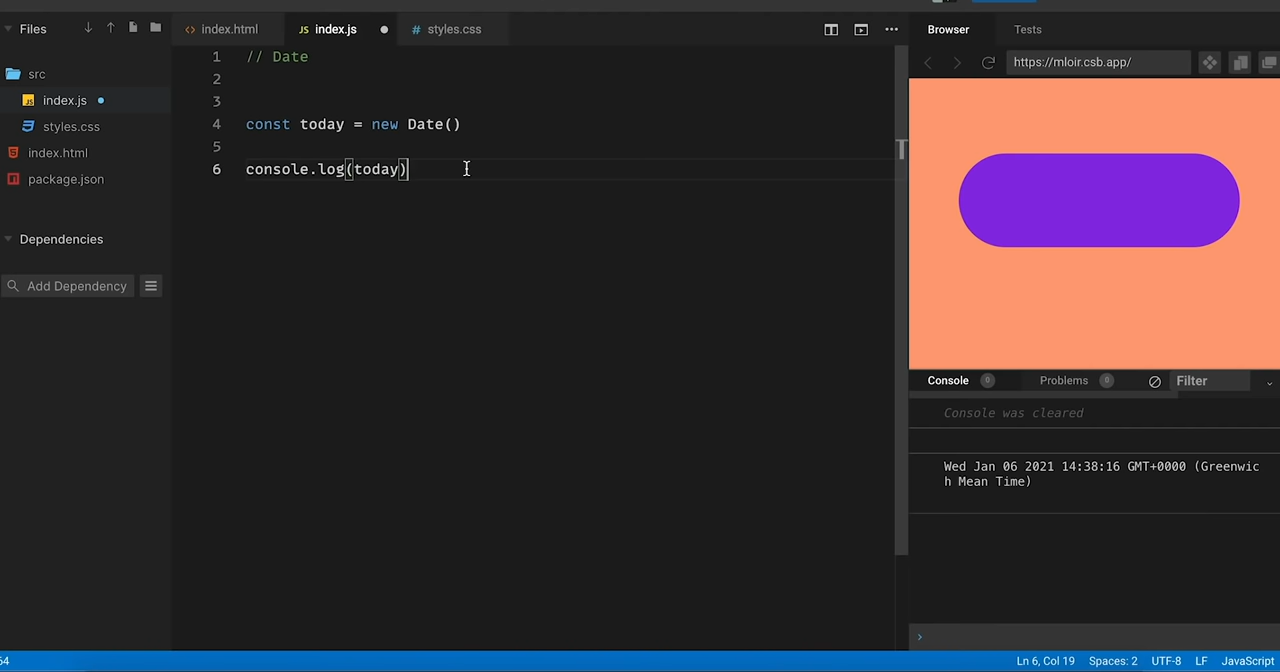 Files
index.html
JS index.js
# styles.css
Browser
Tests
https://mloir.csb.app/
src
index.js
styles.css
index.html
package.json
Dependencies
Add Dependency
1 // Date
2
3
4 const today = new Date()
5
6 console.log(today)
Console 0
Problems 0
Filter
Console was cleared
Wed Jan 06 2021 14:38:16 GMT+0000 (Greenwic
h Mean Time)
64
Ln 6, Col 19
Spaces: 2
UTF-8
LF
JavaScript